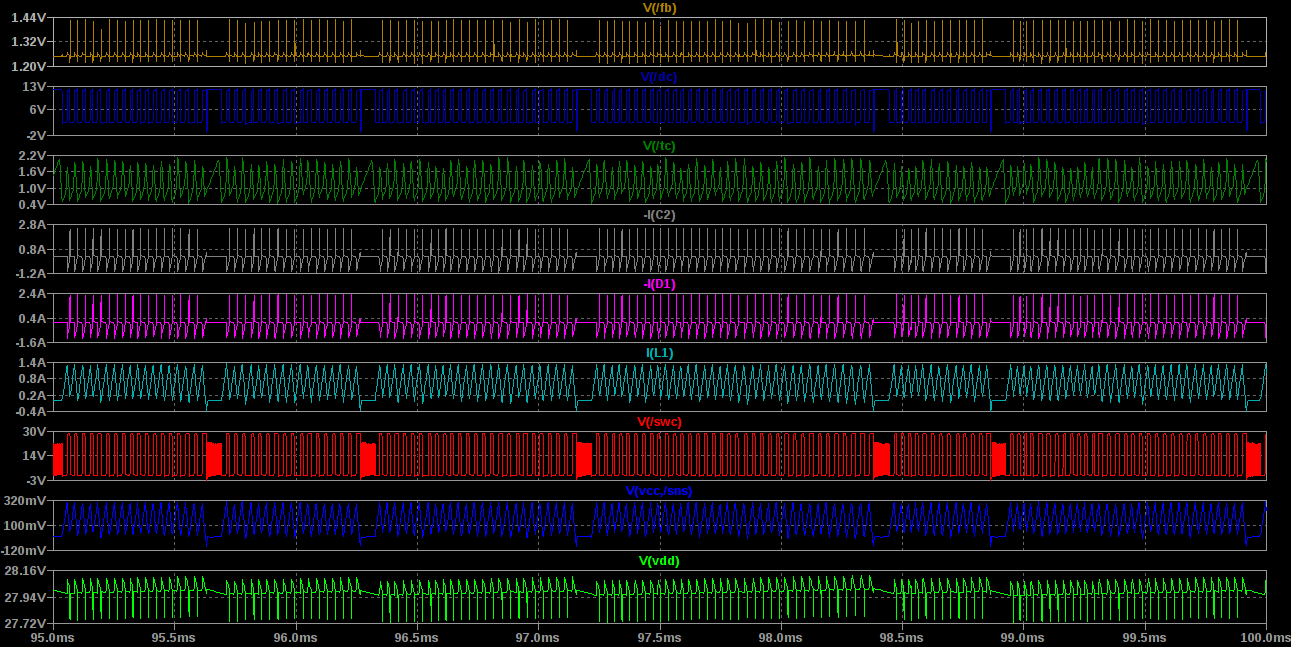 V(/fb)
1.44V
1.32V
1.20V
V(/dc)
13V
6V
-2V
V(/tc)
2.2V
1.6V
1.0V
0.4V
-I(C2)
2.8A
0.8A
-1.2A
-I(D1)
2.4A
0.4A
-1.6A
I(L1)
1.4A
0.8A
0.2A
-0.4A
V(/swc)
30V
14V
-3V
V(vcc,/sns)
320mV
100mV
-120mV
V(vdd)
28.16V
27.94V
27.72V
95.0ms 95.5ms 96.0ms 96.5ms 97.0ms 97.5ms 98.0ms 98.5ms 99.0ms 99.5ms 100.0ms